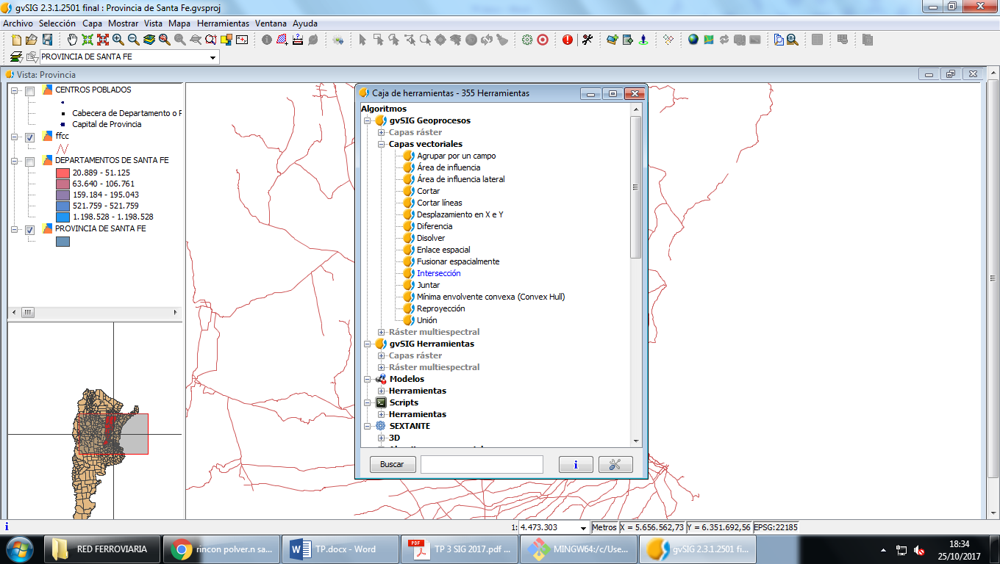 gvSIG 2.3.1.2501 final : Provincia de Santa Fe.gvsproj
Archivo Selección Capa Mostrar Vista Mapa Herramientas Ventana Ayuda
PROVINCIA DE SANTA FE
Vista: Provincia
CENTROS POBLADOS
Cabecera de Departamento o P
Capital de Provincia
ffcc
DEPARTAMENTOS DE SANTA FE
20.889 - 51.125
63.640 - 106.761
159.184 - 195.043
521.759 - 521.759
1.198.528 - 1.198.528
PROVINCIA DE SANTA FE
Caja de herramientas - 355 Herramientas
Algoritmos
gvSIG Geoprocesos
Capas ráster
Capas vectoriales
Agrupar por un campo
Área de influencia
Área de influencia lateral
Cortar
Cortar líneas
Desplazamiento en X e Y
Diferencia
Disolver
Enlace espacial
Fusionar espacialmente
Intersección
Juntar
Mínima envolvente convexa (Convex Hull)
Reproyección
Unión
Ráster multiespectral
gvSIG Herramientas
Capas ráster
Ráster multiespectral
Modelos
Herramientas
Scripts
Herramientas
SEXTANTE
3D
Buscar
1: 4.473.303 Metros X = 5.656.562,73 Y = 6.351.692,56 EPSG:22185
RED FERROVIARIA rincon polver.n sa... TP.docx - Word TP 3 SIG 2017.pdf ... MINGW64:/c/Use... gvSIG 2.3.1.2501 fi...
18:34
25/10/2017